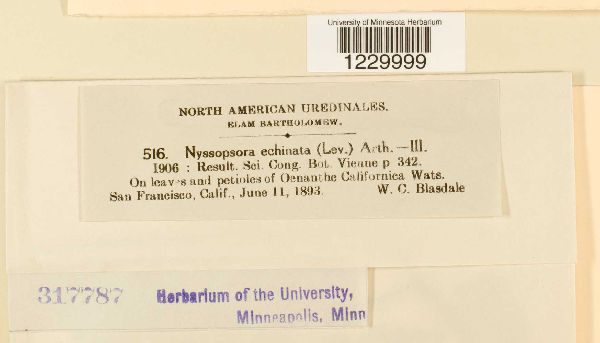 University of Minnesota Herbarium
1229999
NORTH AMERICAN UREDINALES.
ELAM BARTHOLOMEW.
516. Nyssopsora echinata (Lev.) Arth. —III.
1906 : Result. Sci. Cong. Bot. Vienne p 342.
On leaves and petioles of Oenanthe Californica Wats.
San Francisco, Calif., June 11, 1893. W. C. Blasdale
317787 Herbarium of the University,
Minneapolis, Minn